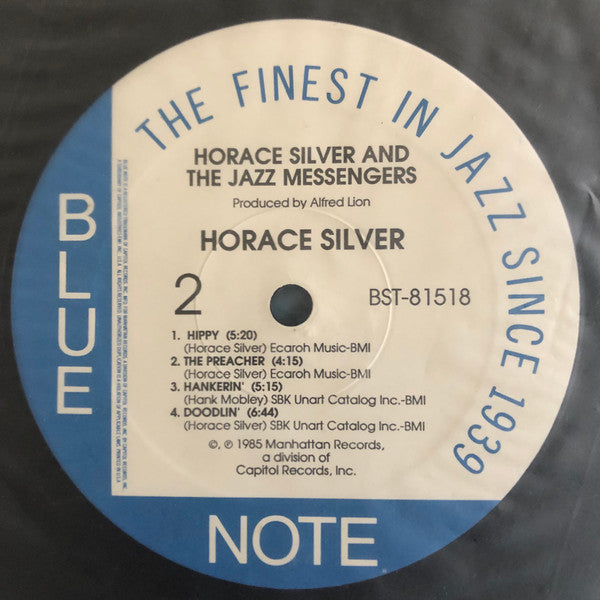 THE FINEST IN JAZZ SINCE 1939
HORACE SILVER AND
THE JAZZ MESSENGERS
Produced by Alfred Lion
HORACE SILVER
2
BST-81518
1. HIPPY (5:20)
(Horace Silver) Ecaroh Music-BMI
2. THE PREACHER (4:15)
(Horace Silver) Ecaroh Music-BMI
3. HANKERIN' (5:15)
(Hank Mobley) SBK Unart Catalog Inc.-BMI
4. DOODLIN' (6:44)
(Horace Silver) SBK Unart Catalog Inc.-BMI
©, ℗ 1985 Manhattan Records,
a division of
Capitol Records, Inc.
BLUE
NOTE